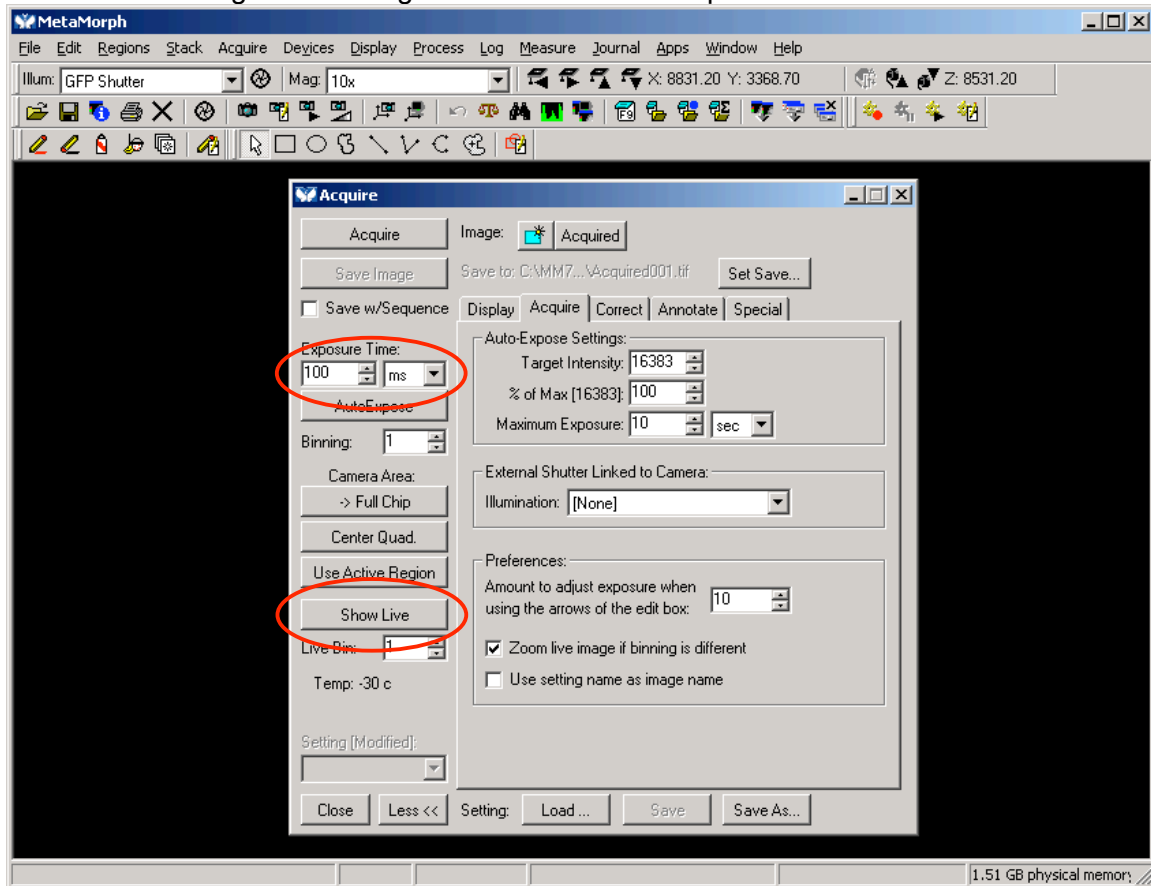 MetaMorph
File Edit Regions Stack Acquire Devices Display Process Log Measure Journal Apps Window Help
Illum: GFP Shutter Mag: 10x X: 8831.20 Y: 3368.70 Z: 8531.20
Acquire
Acquire Image: Acquired
Save Image Save to: C:\MM7...\Acquired001.tif Set Save...
Save w/Sequence Display Acquire Correct Annotate Special
Exposure Time:
100 ms
AutoExpose
Binning: 1
Camera Area:
-> Full Chip
Center Quad.
Use Active Region
Show Live
Live Bin: 1
Temp: -30 c
Setting [Modified]:
Auto-Expose Settings:
Target Intensity: 16383
% of Max [16383]: 100
Maximum Exposure: 10 sec
External Shutter Linked to Camera:
Illumination: [None]
Preferences:
Amount to adjust exposure when
using the arrows of the edit box: 10
Zoom live image if binning is different
Use setting name as image name
Close Less << Setting: Load ... Save Save As...
1.51 GB physical memory